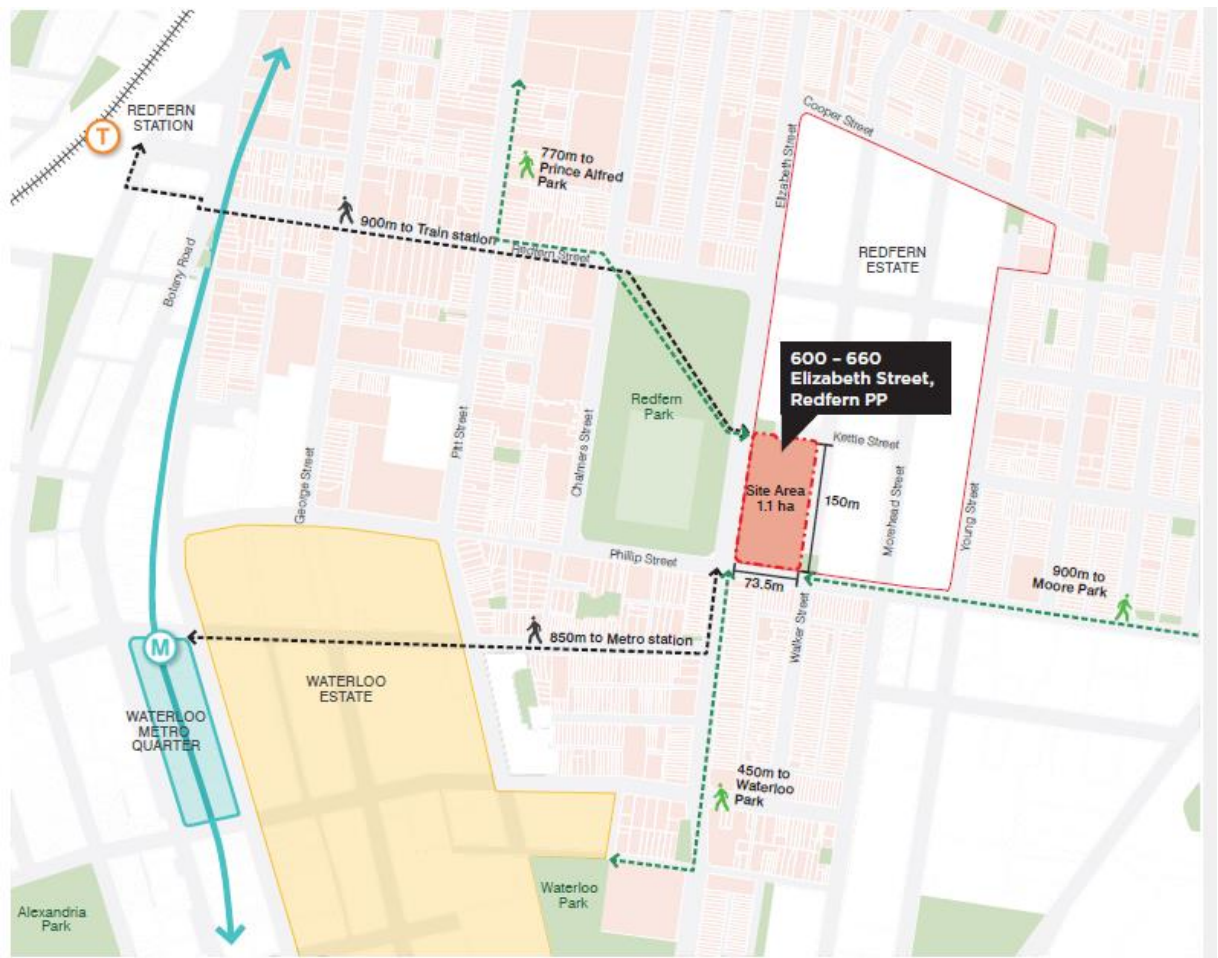 REDFERN
STATION
T
770m to
Prince Alfred
Park
900m to Train station
Redfern Street
Botany Road
Elizabeth Street
Cooper Street
REDFERN
ESTATE
600 – 660
Elizabeth Street,
Redfern PP
Redfern
Park
Kettle Street
Site Area
1.1 ha
150m
George Street
Pitt Street
Chalmers Street
Morehead Street
Young Street
Phillip Street
73.5m
900m to
Moore Park
Walker Street
850m to Metro station
M
WATERLOO
ESTATE
WATERLOO
METRO
QUARTER
450m to
Waterloo
Park
Waterloo
Park
Alexandria
Park